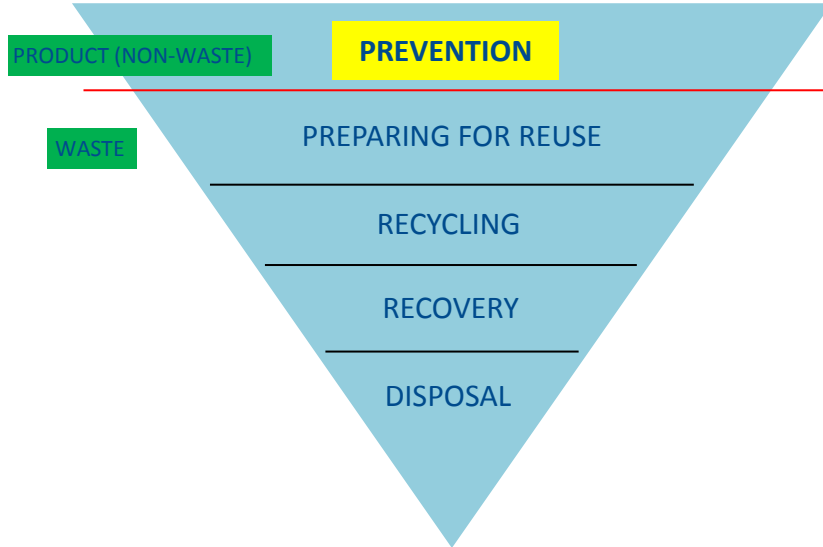 PRODUCT (NON-WASTE)
PREVENTION
WASTE
PREPARING FOR REUSE
RECYCLING
RECOVERY
DISPOSAL